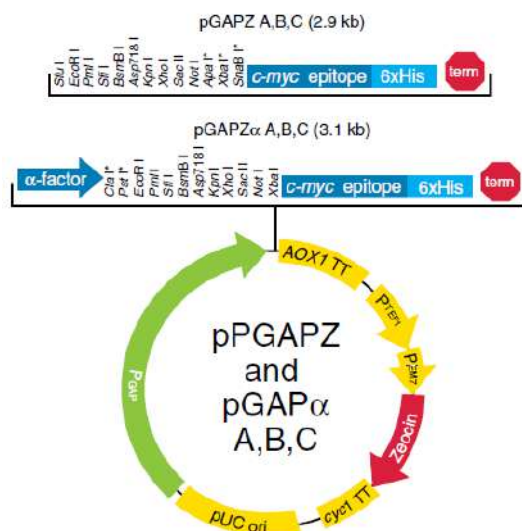 pGAPZ A,B,C (2.9 kb)
Stu I
EcoR I
Pml I
Sfi I
BsmB I
Asp718 I
Kpn I
Xho I
Sac II
Not I
Apa I*
Xba I*
SnaB I*
c-myc epitope
6xHis
term
pGAPZα A,B,C (3.1 kb)
α-factor
Cla I*
Pst I*
EcoR I
Pml I
Sfi I
BsmB I
Asp718 I
Kpn I
Xho I
Sac II
Not I
Xba I
c-myc epitope
6xHis
term
AOX1 TT
PTEF1
PEM7
Zeocin
cyc1 TT
pUC ori
PGAP
pPGAPZ
and
pGAPα
A,B,C